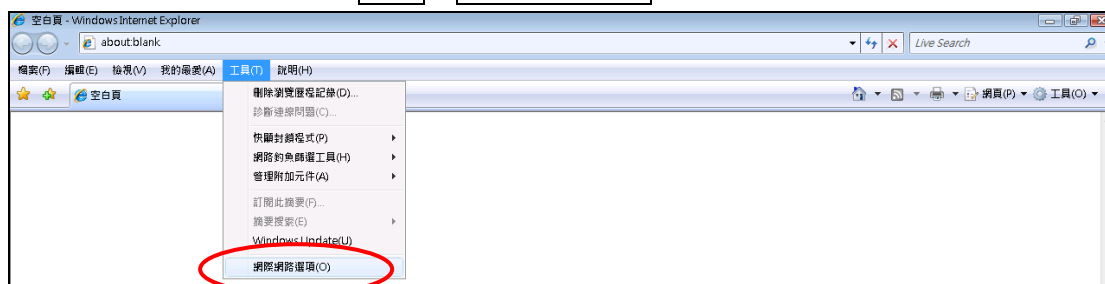 空白頁 - Windows Internet Explorer
about:blank
Live Search
檔案(F) 編輯(E) 檢視(V) 我的最愛(A) 工具(T) 說明(H)
空白頁
網頁(P) 工具(O)
刪除瀏覽歷程記錄(D)...
診斷連線問題(C)...
快顯封鎖程式(P)
網路釣魚篩選工具(H)
管理附加元件(A)
訂閱此摘要(F)...
摘要搜索(E)
Windows Update(U)
網際網路選項(O)